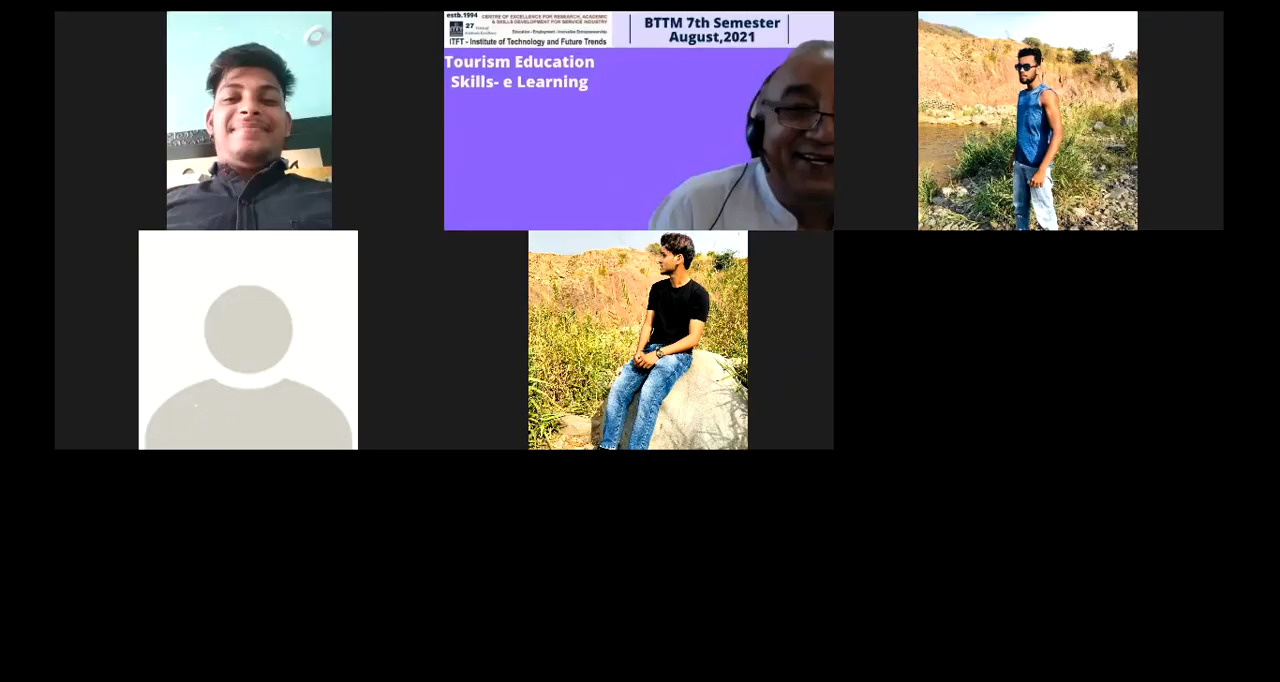 estb.1994 CENTRE OF EXCELLENCE FOR RESEARCH, ACADEMIC
& SKILLS DEVELOPMENT FOR SERVICE INDUSTRY
ITFT 27
Education - Employment - Innovative Entrepreneurship
ITFT - Institute of Technology and Future Trends
BTTM 7th Semester
August,2021
Tourism Education
Skills- e Learning